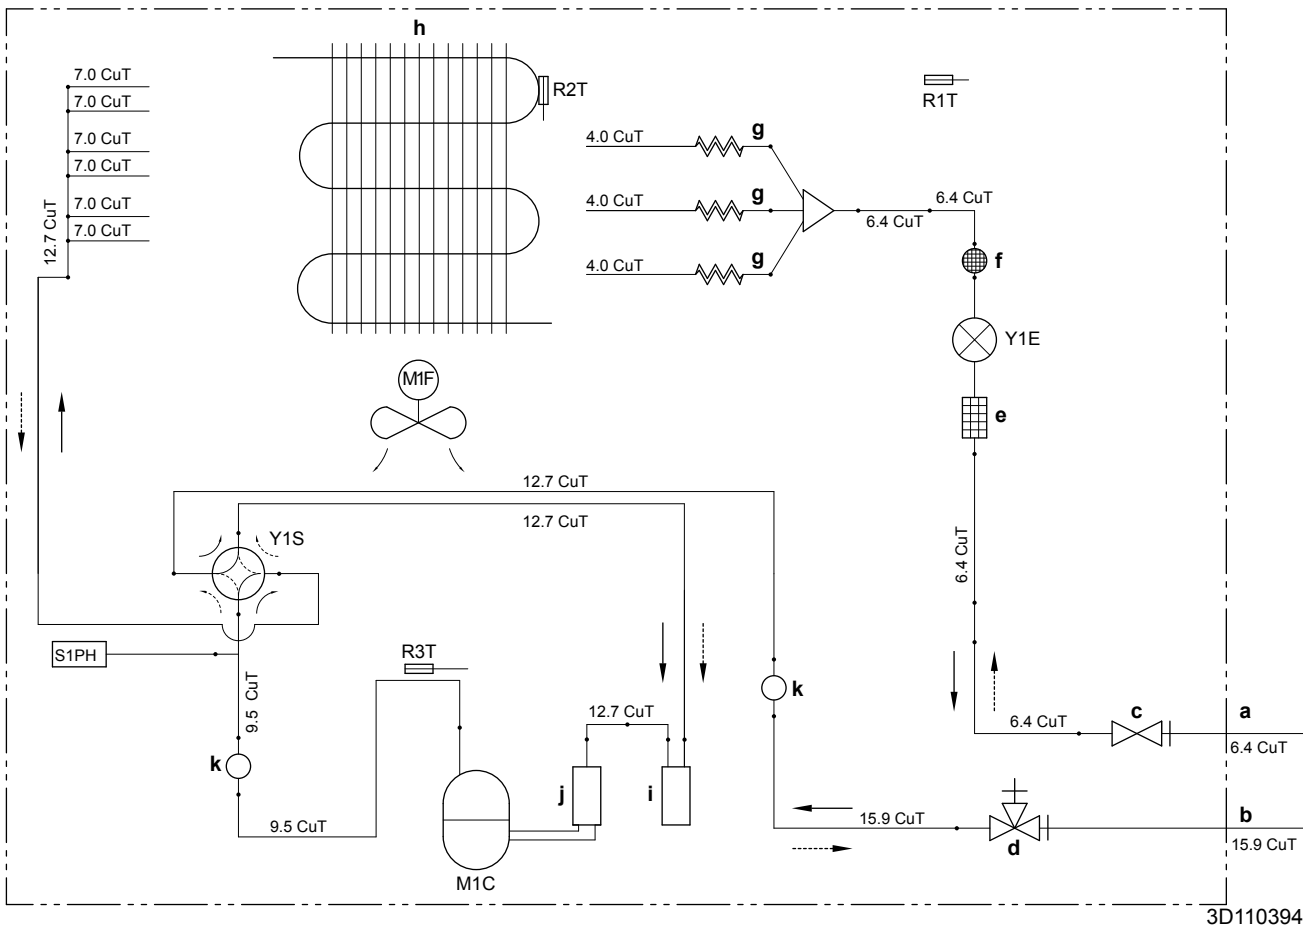 h
7.0 CuT
7.0 CuT
R2T
R1T
7.0 CuT
4.0 CuT
g
7.0 CuT
7.0 CuT
4.0 CuT
g
6.4 CuT
6.4 CuT
7.0 CuT
12.7 CuT
4.0 CuT
g
f
Y1E
M1F
e
12.7 CuT
12.7 CuT
Y1S
6.4 CuT
S1PH
R3T
9.5 CuT
k
12.7 CuT
6.4 CuT
c
a
6.4 CuT
k
j
i
9.5 CuT
15.9 CuT
d
b
15.9 CuT
M1C
3D110394